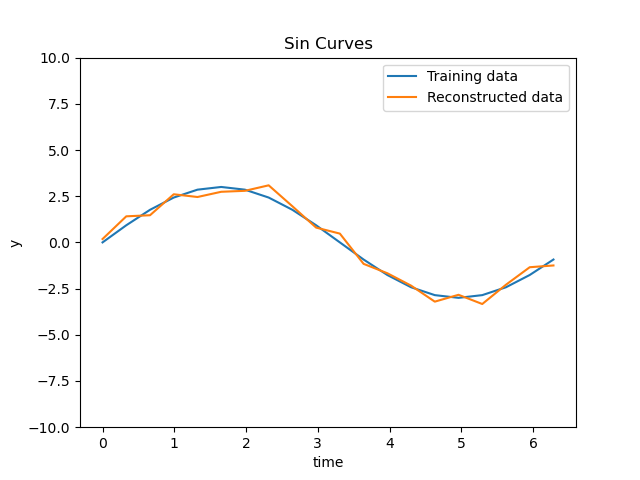 Sin Curves
Training data
Reconstructed data
10.0
7.5
5.0
2.5
0.0
−2.5
−5.0
−7.5
−10.0
y
0 1 2 3 4 5 6
time